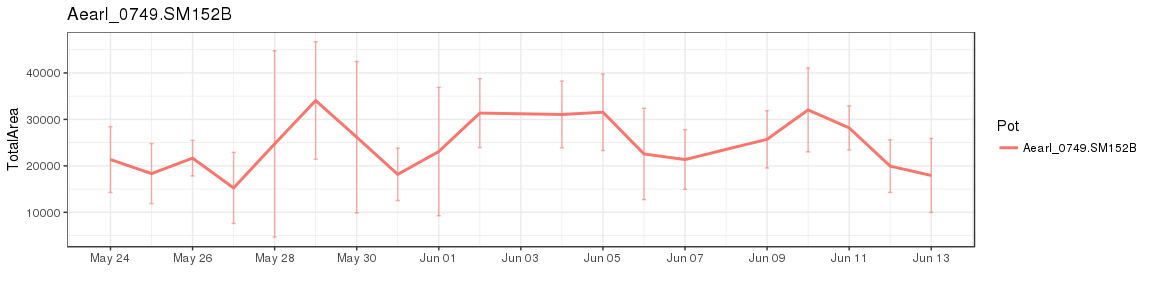 Aearl_0749.SM152B
TotalArea
40000
30000
20000
10000
May 24 May 26 May 28 May 30 Jun 01 Jun 03 Jun 05 Jun 07 Jun 09 Jun 11 Jun 13
Pot
Aearl_0749.SM152B